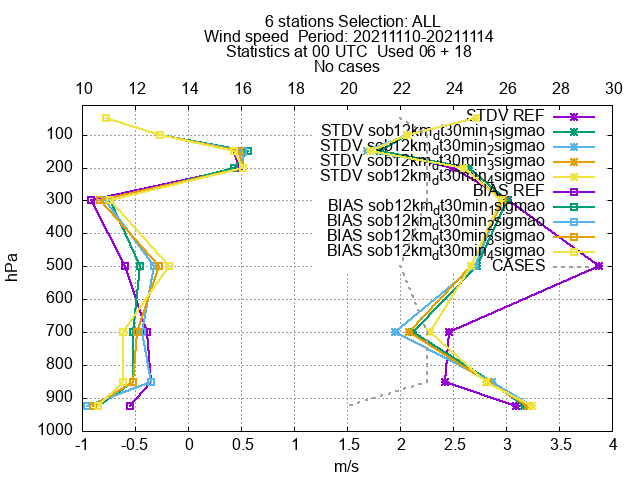 6 stations Selection: ALL
Wind speed  Period: 20211110-20211114
Statistics at 00 UTC  Used 06 + 18
No cases
10 12 14 16 18 20 22 24 26 28 30
STDV REF
STDV sob12km_dt30min_1sigmao
STDV sob12km_dt30min_2sigmao
STDV sob12km_dt30min_3sigmao
STDV sob12km_dt30min_4sigmao
BIAS REF
BIAS sob12km_dt30min_1sigmao
BIAS sob12km_dt30min_2sigmao
BIAS sob12km_dt30min_3sigmao
BIAS sob12km_dt30min_4sigmao
CASES
100
200
300
400
500
600
700
800
900
1000
hPa
-1 -0.5 0 0.5 1 1.5 2 2.5 3 3.5 4
m/s